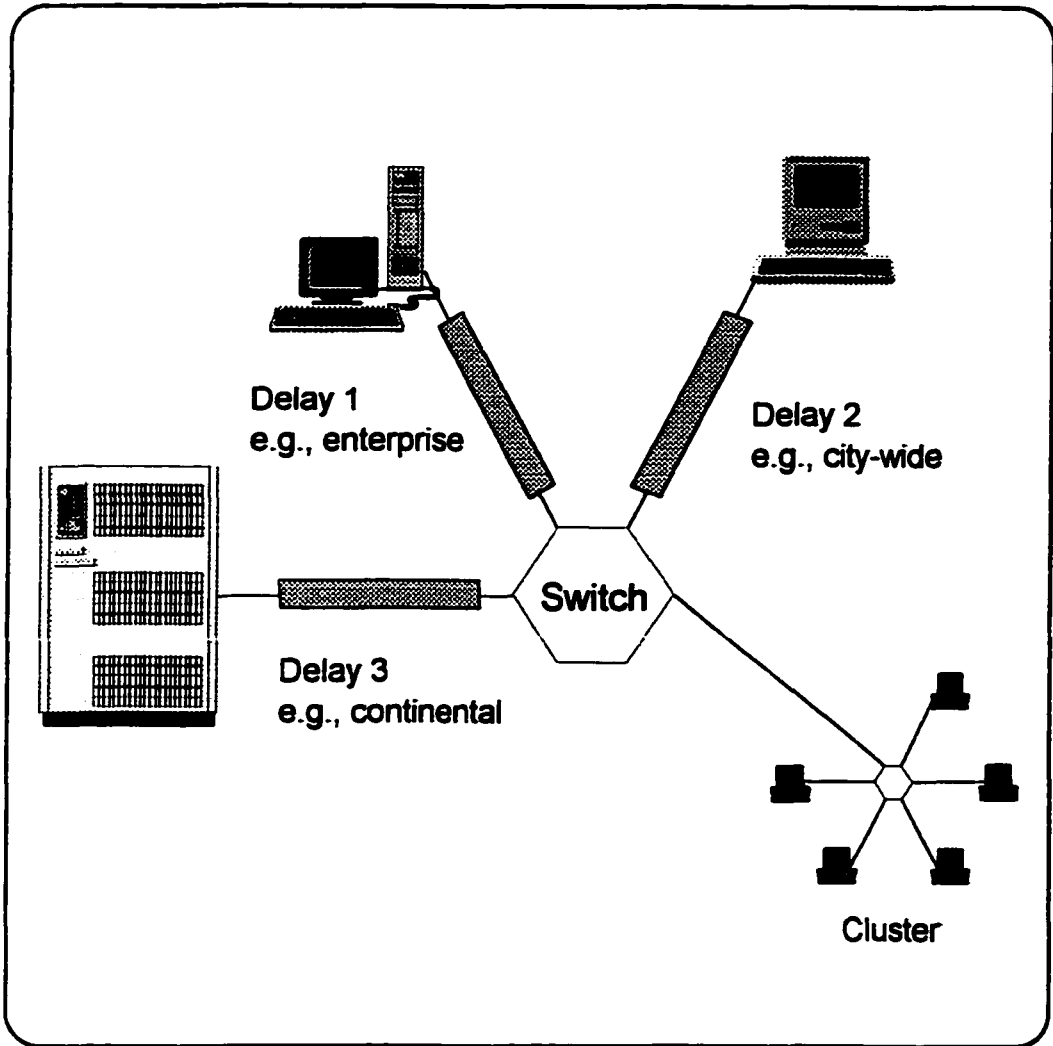 Delay 1
e.g., enterprise
Delay 2
e.g., city-wide
Switch
Delay 3
e.g., continental
Cluster